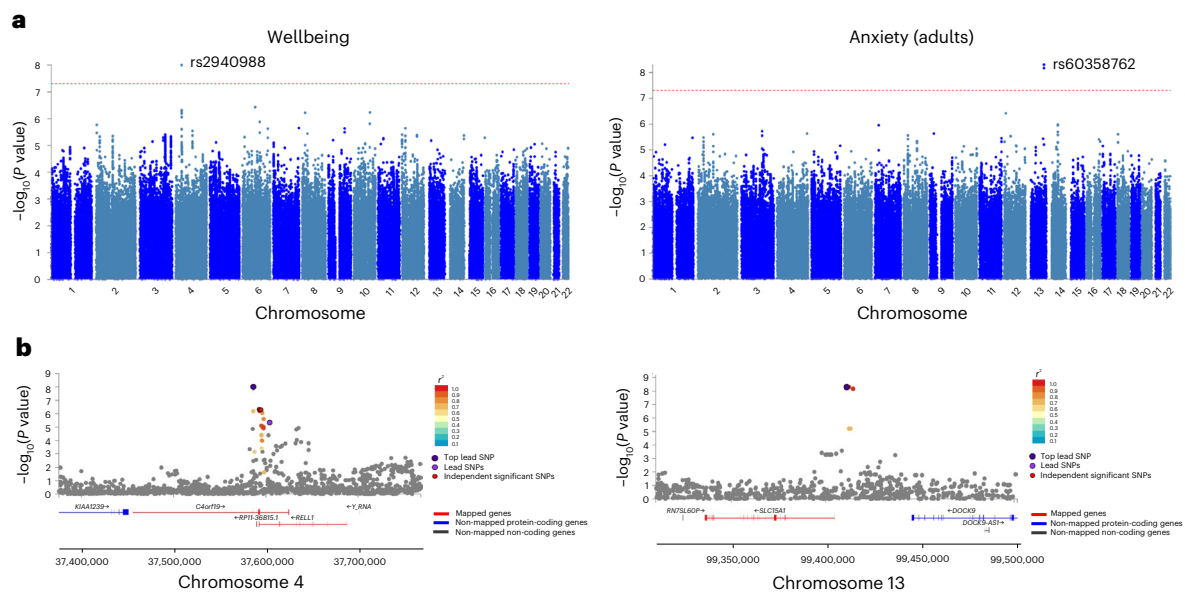 a
Wellbeing
rs2940988
−log10(P value)
8
7
6
5
4
3
2
1
0
1 2 3 4 5 6 7 8 9 10 11 12 13 14 15 16 17 18 19 20 21 22
Chromosome
Anxiety (adults)
rs60358762
−log10(P value)
8
7
6
5
4
3
2
1
0
1 2 3 4 5 6 7 8 9 10 11 12 13 14 15 16 17 18 19 20 21 22
Chromosome
b
−log10(P value)
9
8
7
6
5
4
3
2
1
0
r²
1.0
0.9
0.8
0.7
0.6
0.5
0.4
0.3
0.2
0.1
Top lead SNP
Lead SNPs
Independent significant SNPs
KIAA1239→
C4orf19→
←Y_RNA
←RP11-36B15.1
←RELL1
Mapped genes
Non-mapped protein-coding genes
Non-mapped non-coding genes
37,400,000 37,500,000 37,600,000 37,700,000
Chromosome 4
−log10(P value)
9
8
7
6
5
4
3
2
1
0
r²
1.0
0.9
0.8
0.7
0.6
0.5
0.4
0.3
0.2
0.1
Top lead SNP
Lead SNPs
Independent significant SNPs
RN7SL60P→
←SLC15A1
←DOCK9
DOCK9-AS1→
Mapped genes
Non-mapped protein-coding genes
Non-mapped non-coding genes
99,350,000 99,400,000 99,450,000 99,500,000
Chromosome 13